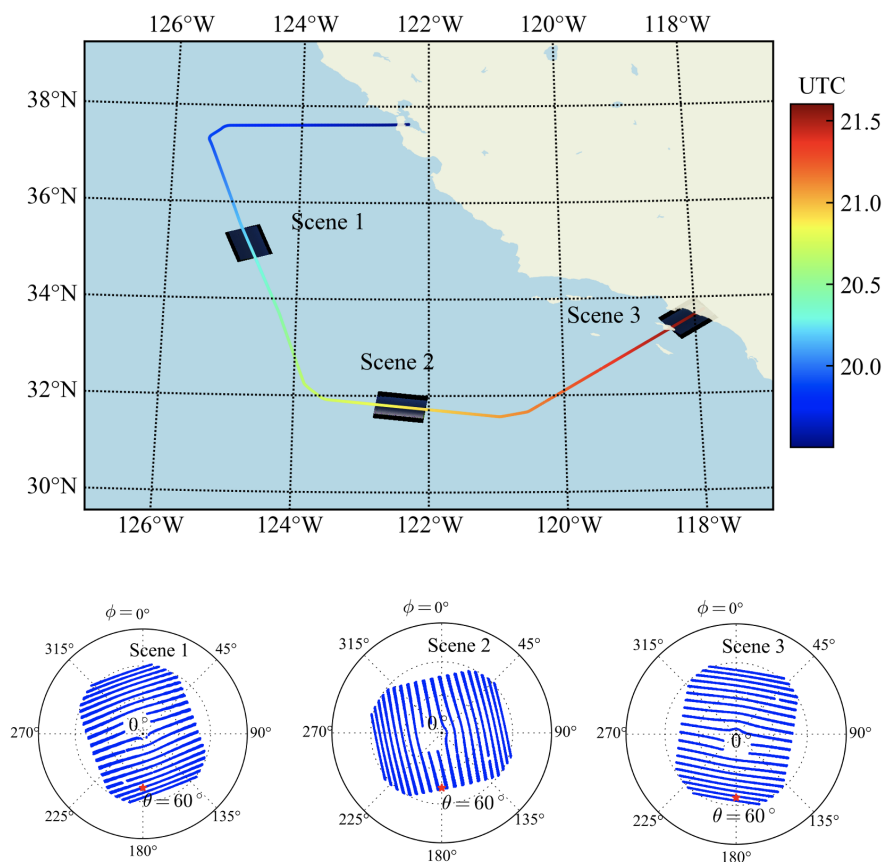 126°W 124°W 122°W 120°W 118°W
UTC
38°N
36°N
34°N
32°N
30°N
Scene 1
Scene 2
Scene 3
21.5
21.0
20.5
20.0
126°W 124°W 122°W 120°W 118°W
ϕ = 0°
315°
Scene 1
45°
270°
0°
90°
θ = 60°
225°
135°
180°
ϕ = 0°
315°
Scene 2
45°
270°
0°
90°
θ = 60°
225°
135°
180°
ϕ = 0°
315°
Scene 3
45°
270°
0°
90°
θ = 60°
225°
135°
180°